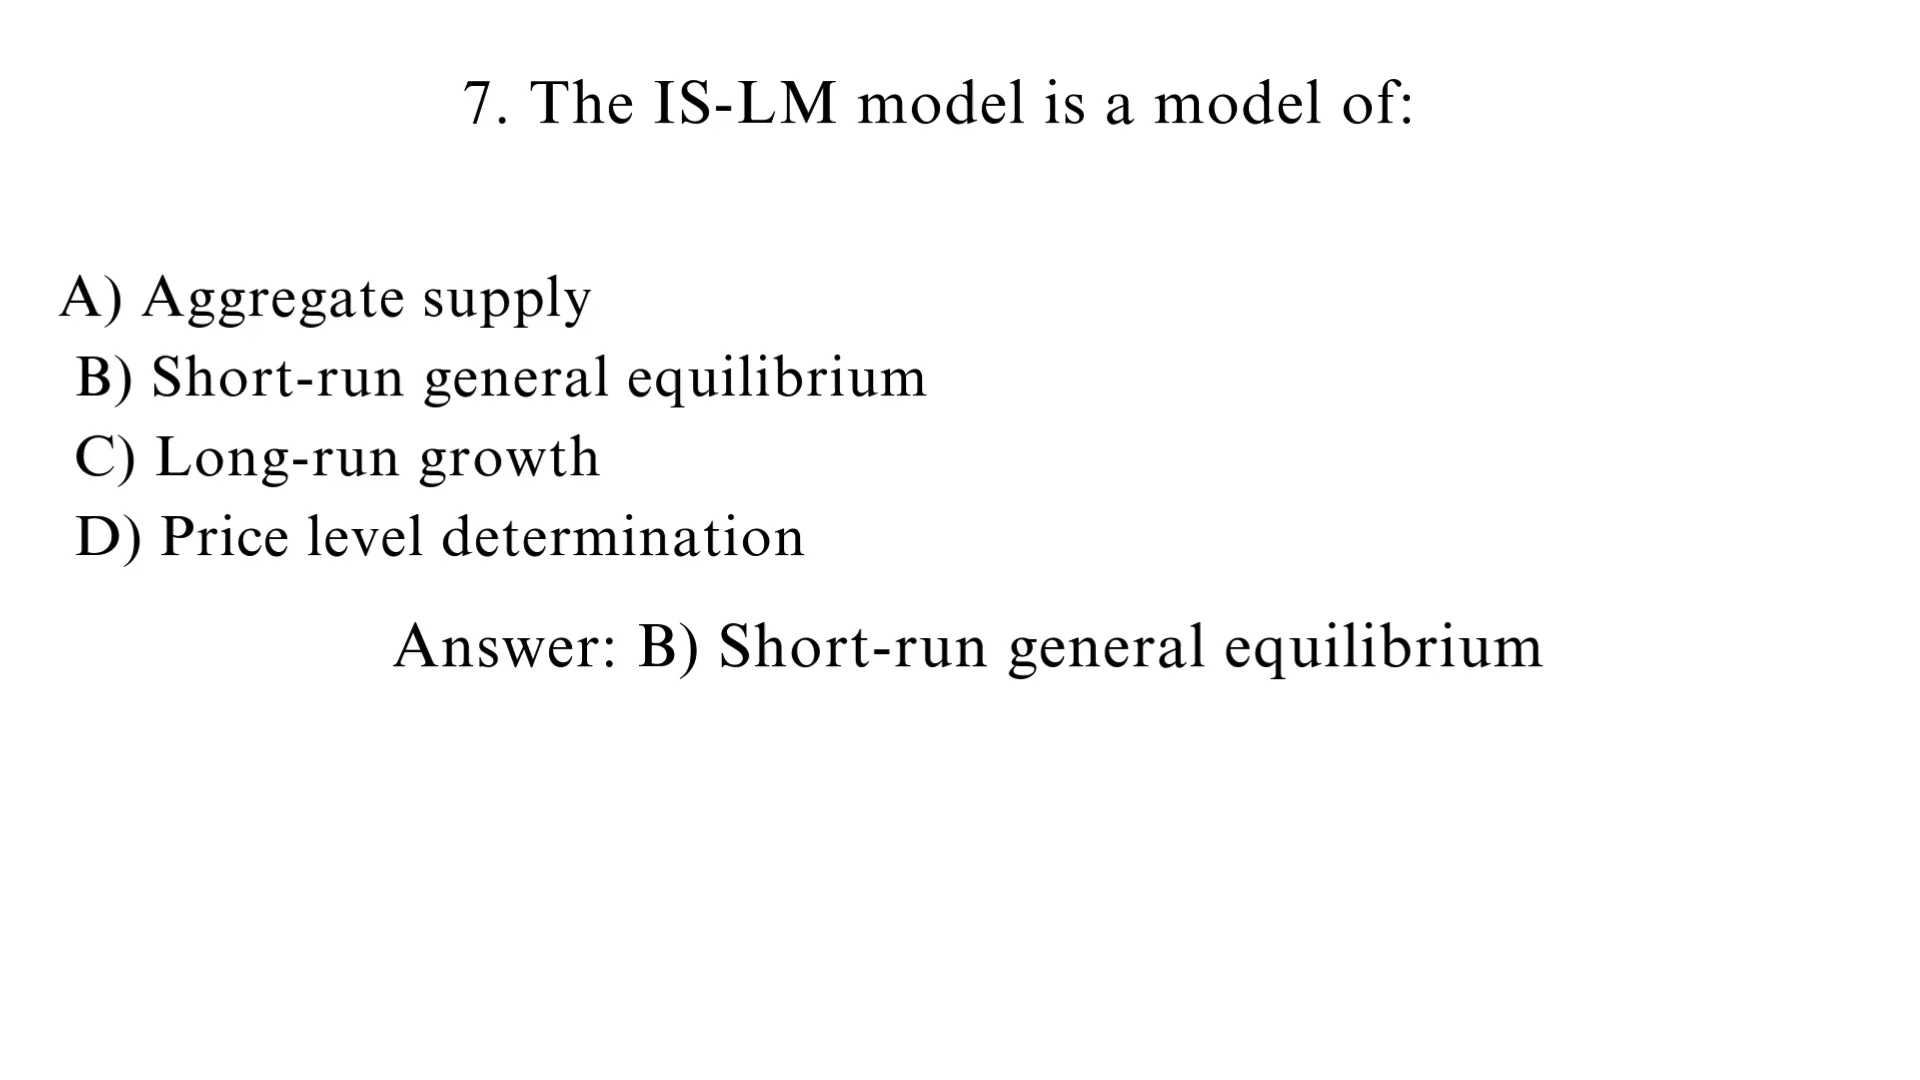 7. The IS-LM model is a model of:
A) Aggregate supply
B) Short-run general equilibrium
C) Long-run growth
D) Price level determination
Answer: B) Short-run general equilibrium